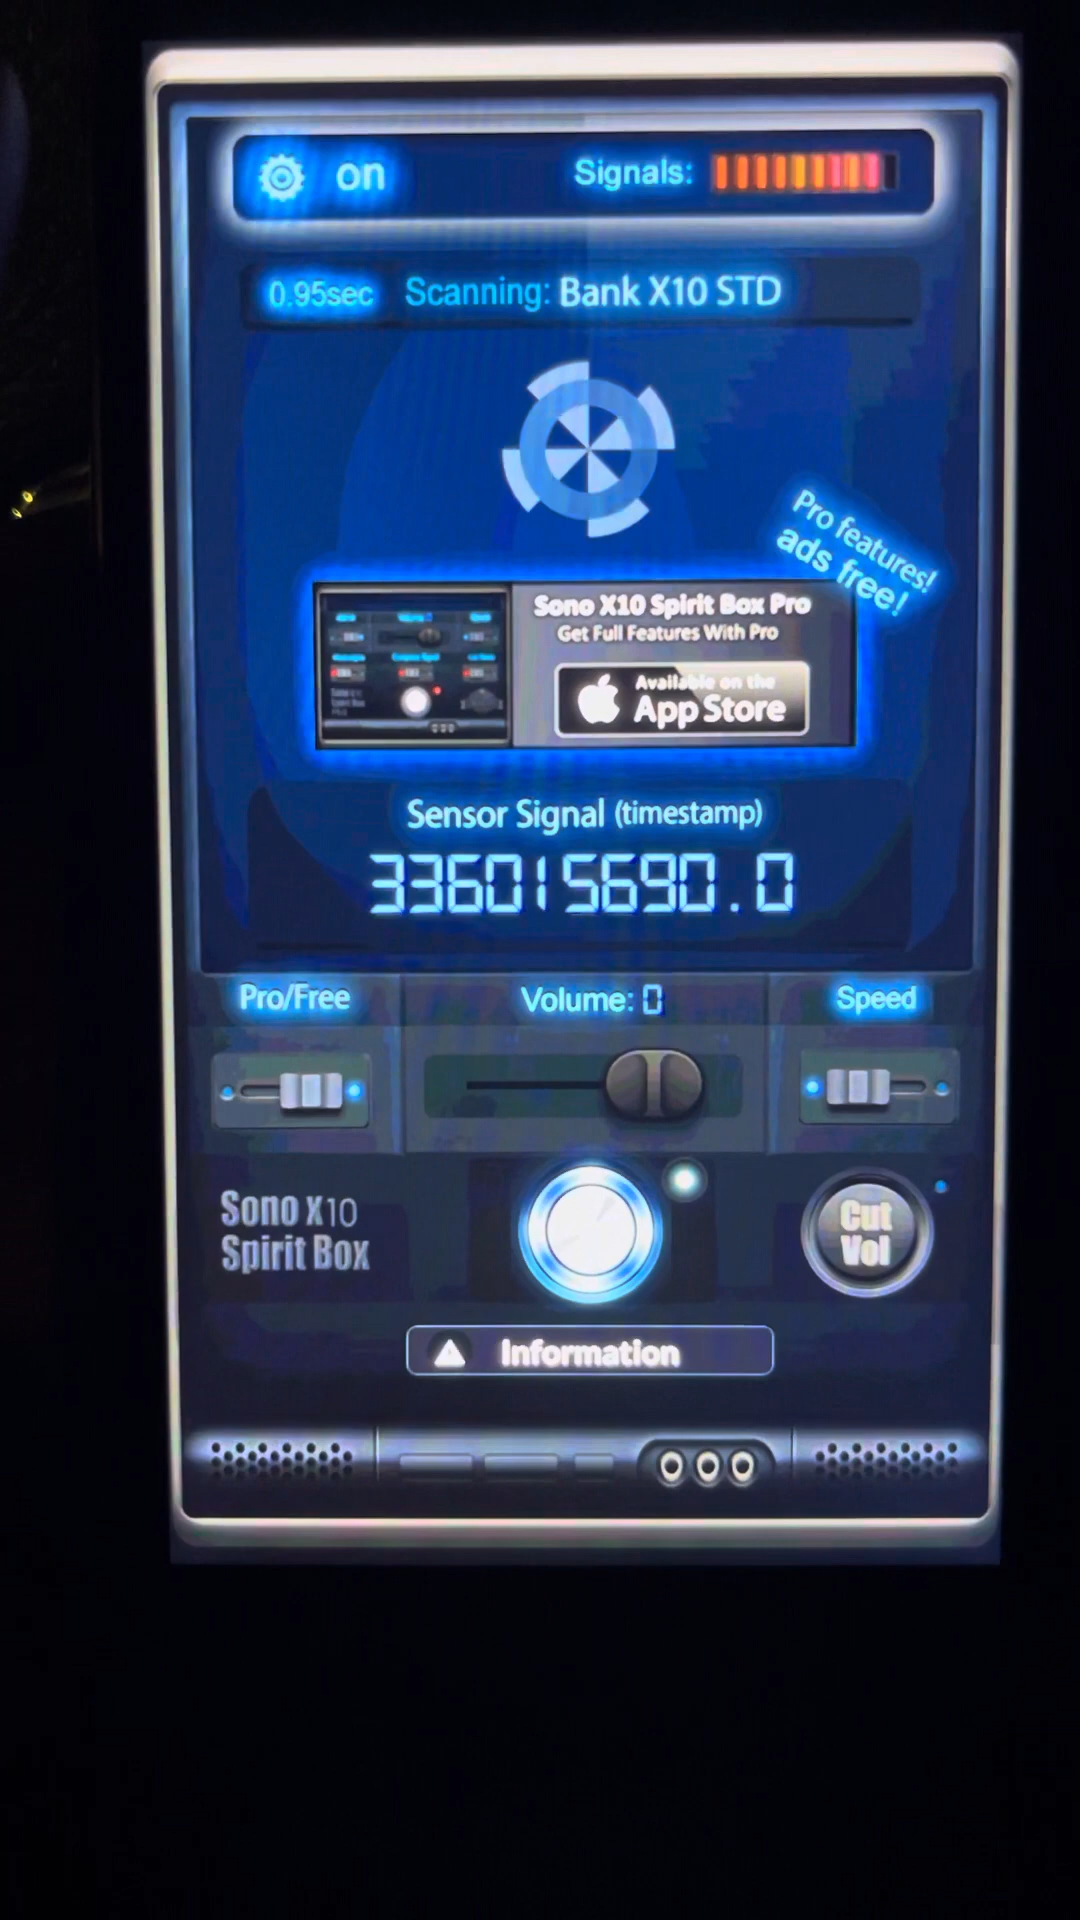 on
Signals:
0.95sec
Scanning: Bank X10 STD
Pro features!
ads free!
Sono X10 Spirit Box Pro
Get Full Features With Pro
Available on the
App Store
Sensor Signal (timestamp)
336015690.0
Pro/Free
Volume: 0
Speed
Sono X10
Spirit Box
Cut
Vol
Information